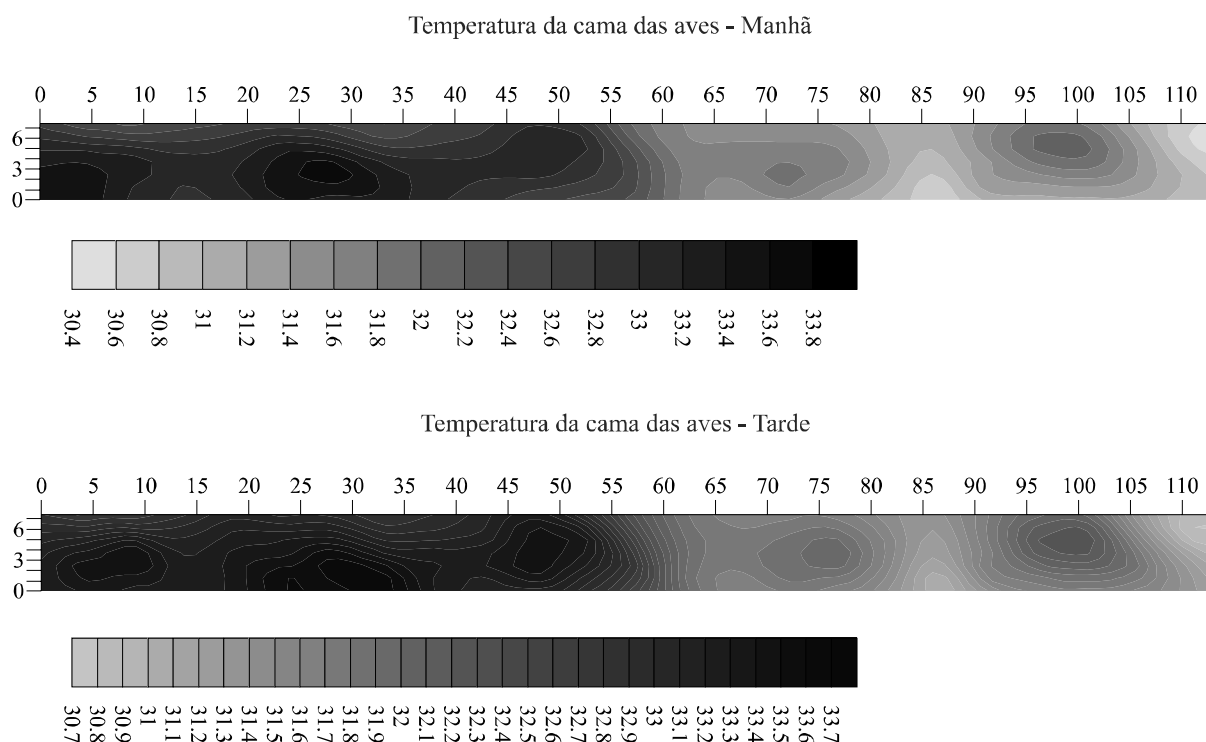 Temperatura da cama das aves - Manhã
0 5 10 15 20 25 30 35 40 45 50 55 60 65 70 75 80 85 90 95 100 105 110
6
3
0
30.4 30.6 30.8 31 31.2 31.4 31.6 31.8 32 32.2 32.4 32.6 32.8 33 33.2 33.4 33.6 33.8
Temperatura da cama das aves - Tarde
0 5 10 15 20 25 30 35 40 45 50 55 60 65 70 75 80 85 90 95 100 105 110
6
3
0
30.7 30.8 30.9 31 31.1 31.2 31.3 31.4 31.5 31.6 31.7 31.8 31.9 32 32.1 32.2 32.3 32.4 32.5 32.6 32.7 32.8 32.9 33 33.1 33.2 33.3 33.4 33.5 33.6 33.7